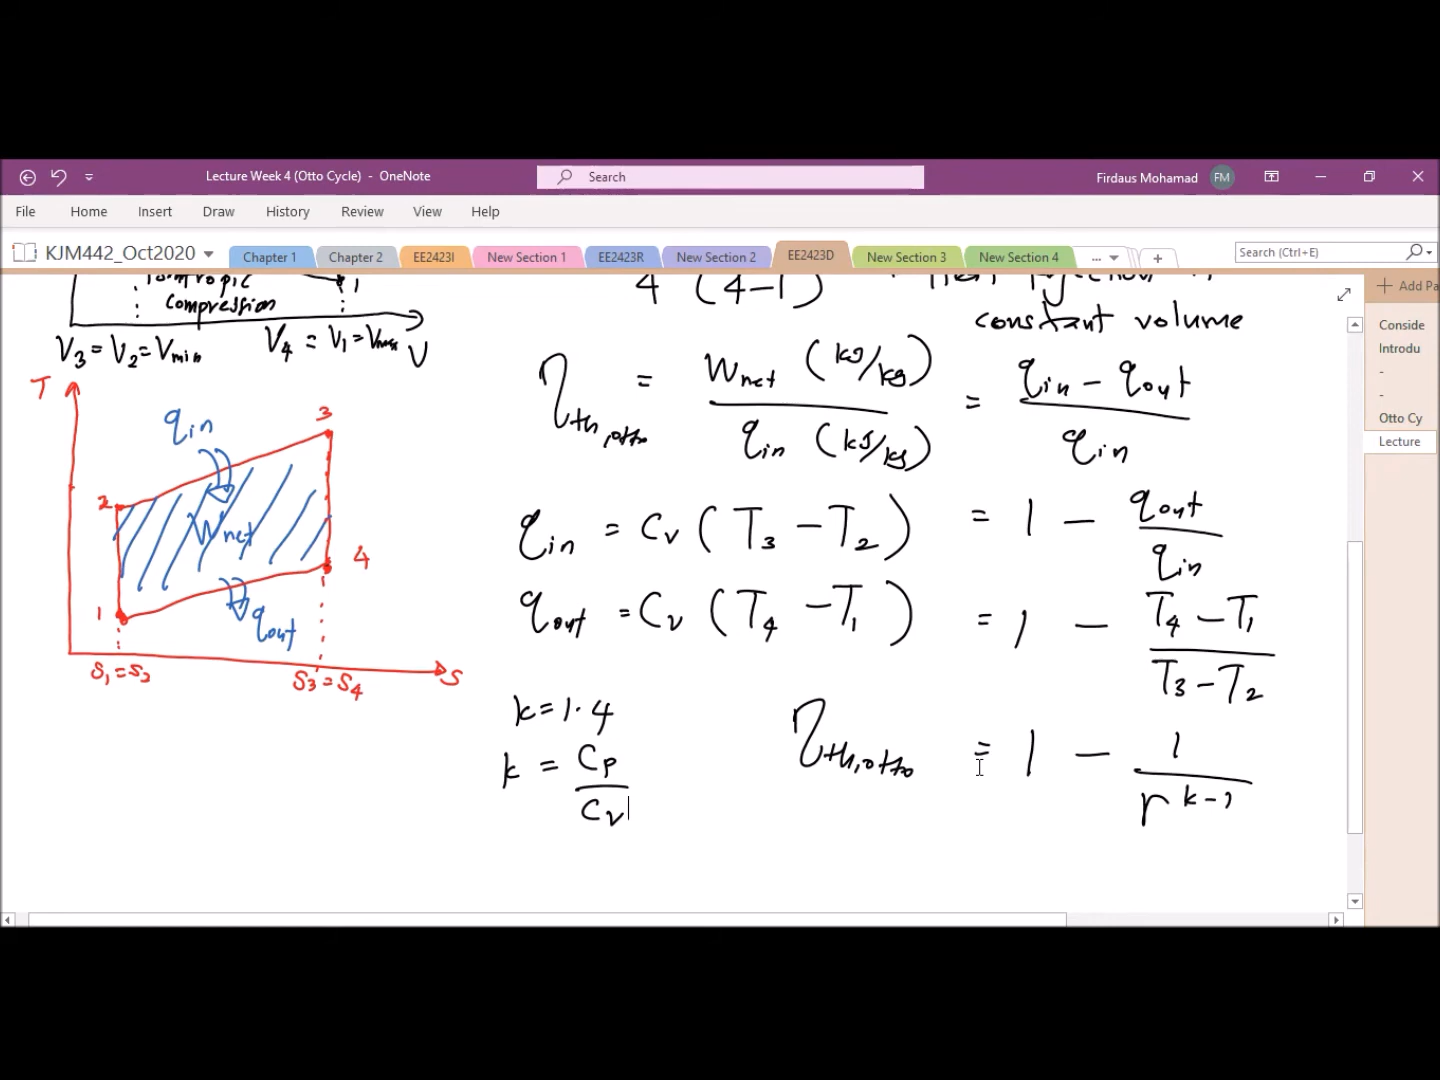 Lecture Week 4 (Otto Cycle) - OneNote
Search
Firdaus Mohamad FM
File Home Insert Draw History Review View Help
KJM442_Oct2020
Chapter 1 Chapter 2 EE2423I New Section 1 EE2423R New Section 2 EE2423D New Section 3 New Section 4 ... +
Search (Ctrl+E)
Add Pa
Conside
Introdu
-
-
Otto Cy
Lecture
1
compression
V3 = V2 = Vmin
V4 = V1 = Vmax V
T
qin
3
2
Wnet
4
1
qout
S1 = S2
S3 = S4
S
4 (4-1)
constant volume
ηth,otto = Wnet (kJ/kg) / qin (kJ/kg) = qin - qout / qin
qin = Cv (T3 - T2) = 1 - qout / qin
qout = Cv (T4 - T1) = 1 - T4 - T1 / T3 - T2
k = 1.4
k = Cp / Cv
ηth,otto = 1 - 1 / r^k-1